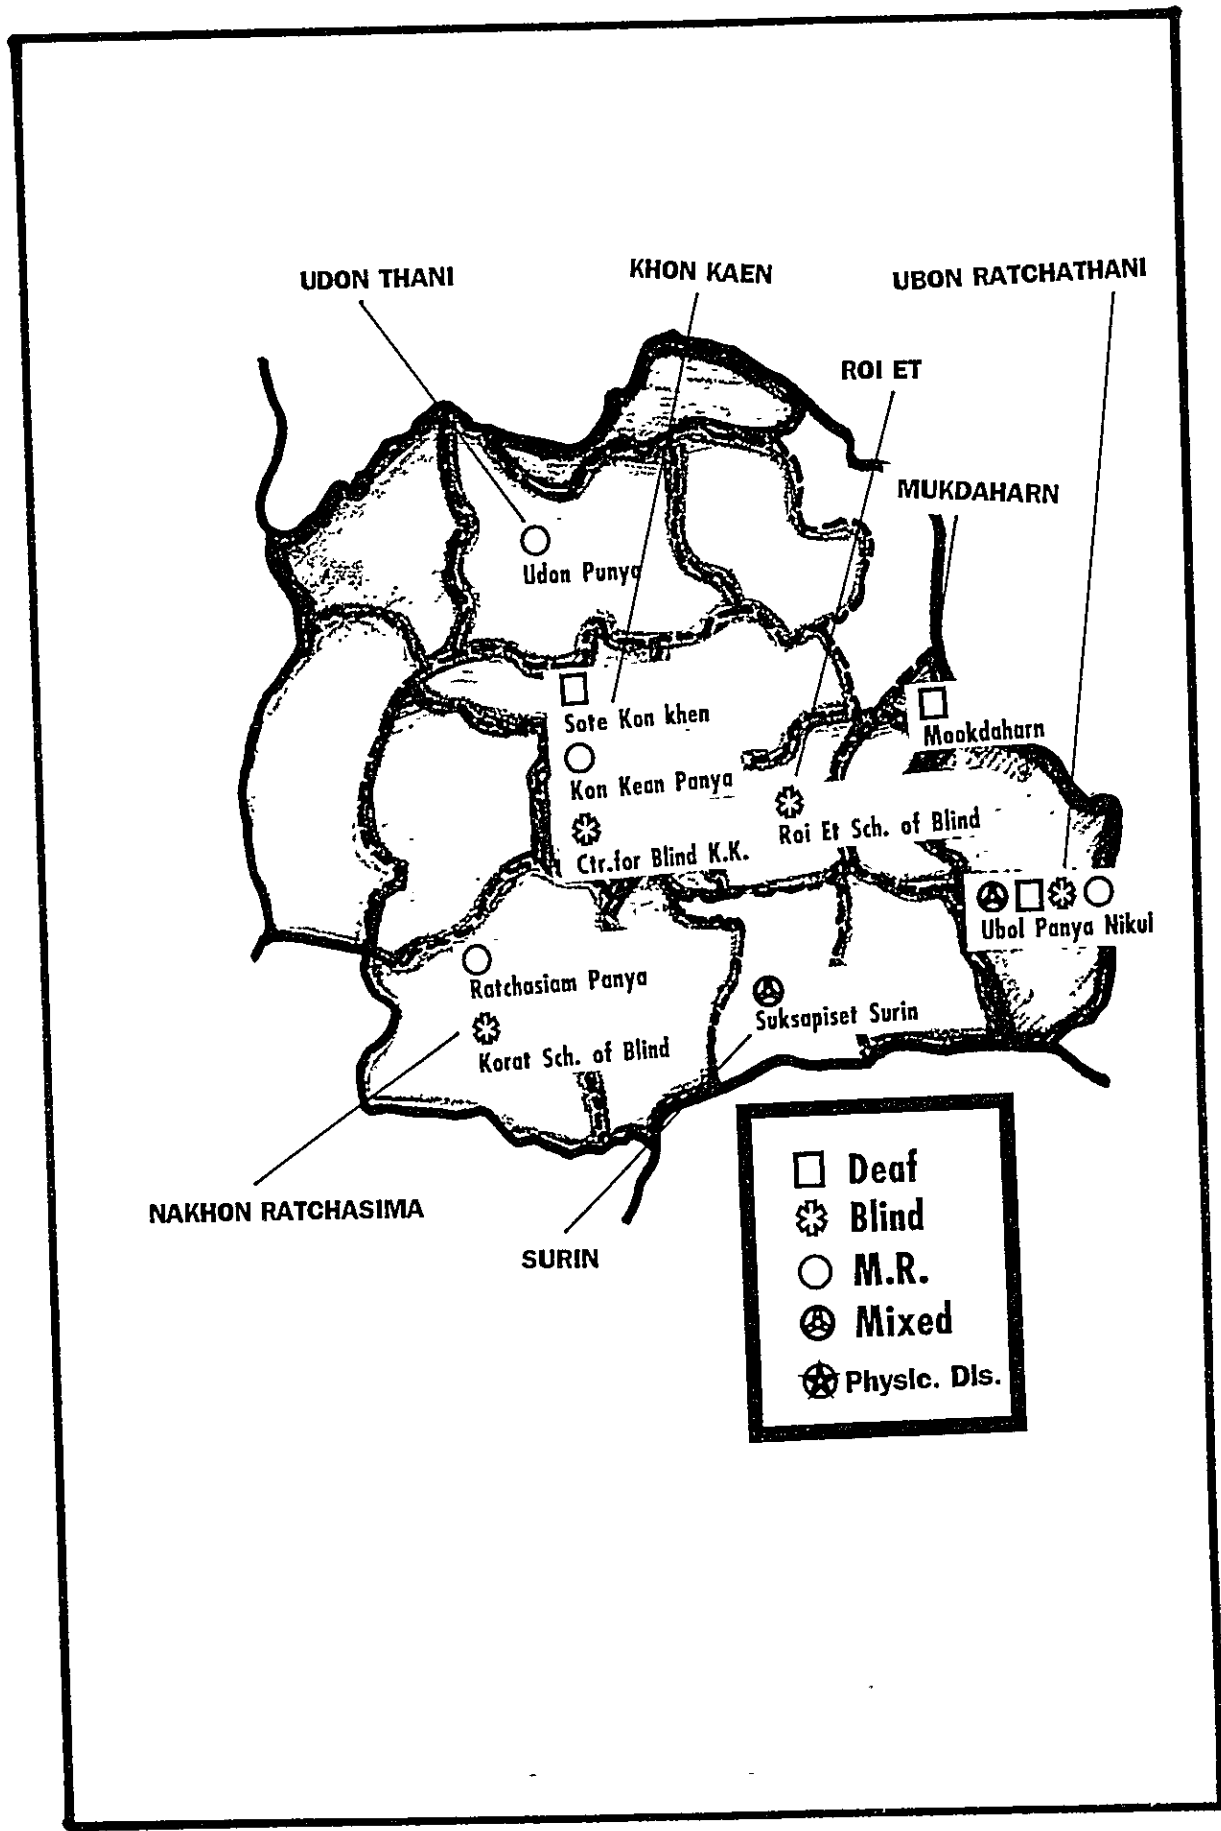 UDON THANI
KHON KAEN
UBON RATCHATHANI
ROI ET
MUKDAHARN
Udon Punya
Sote Kon khen
Mookdaharn
Kon Kean Panya
Roi Et Sch. of Blind
Ctr.for Blind K.K.
Ubol Panya Nikul
Ratchasiam Panya
Suksapiset Surin
Korat Sch. of Blind
NAKHON RATCHASIMA
SURIN
Deaf
Blind
M.R.
Mixed
Physic. Dis.